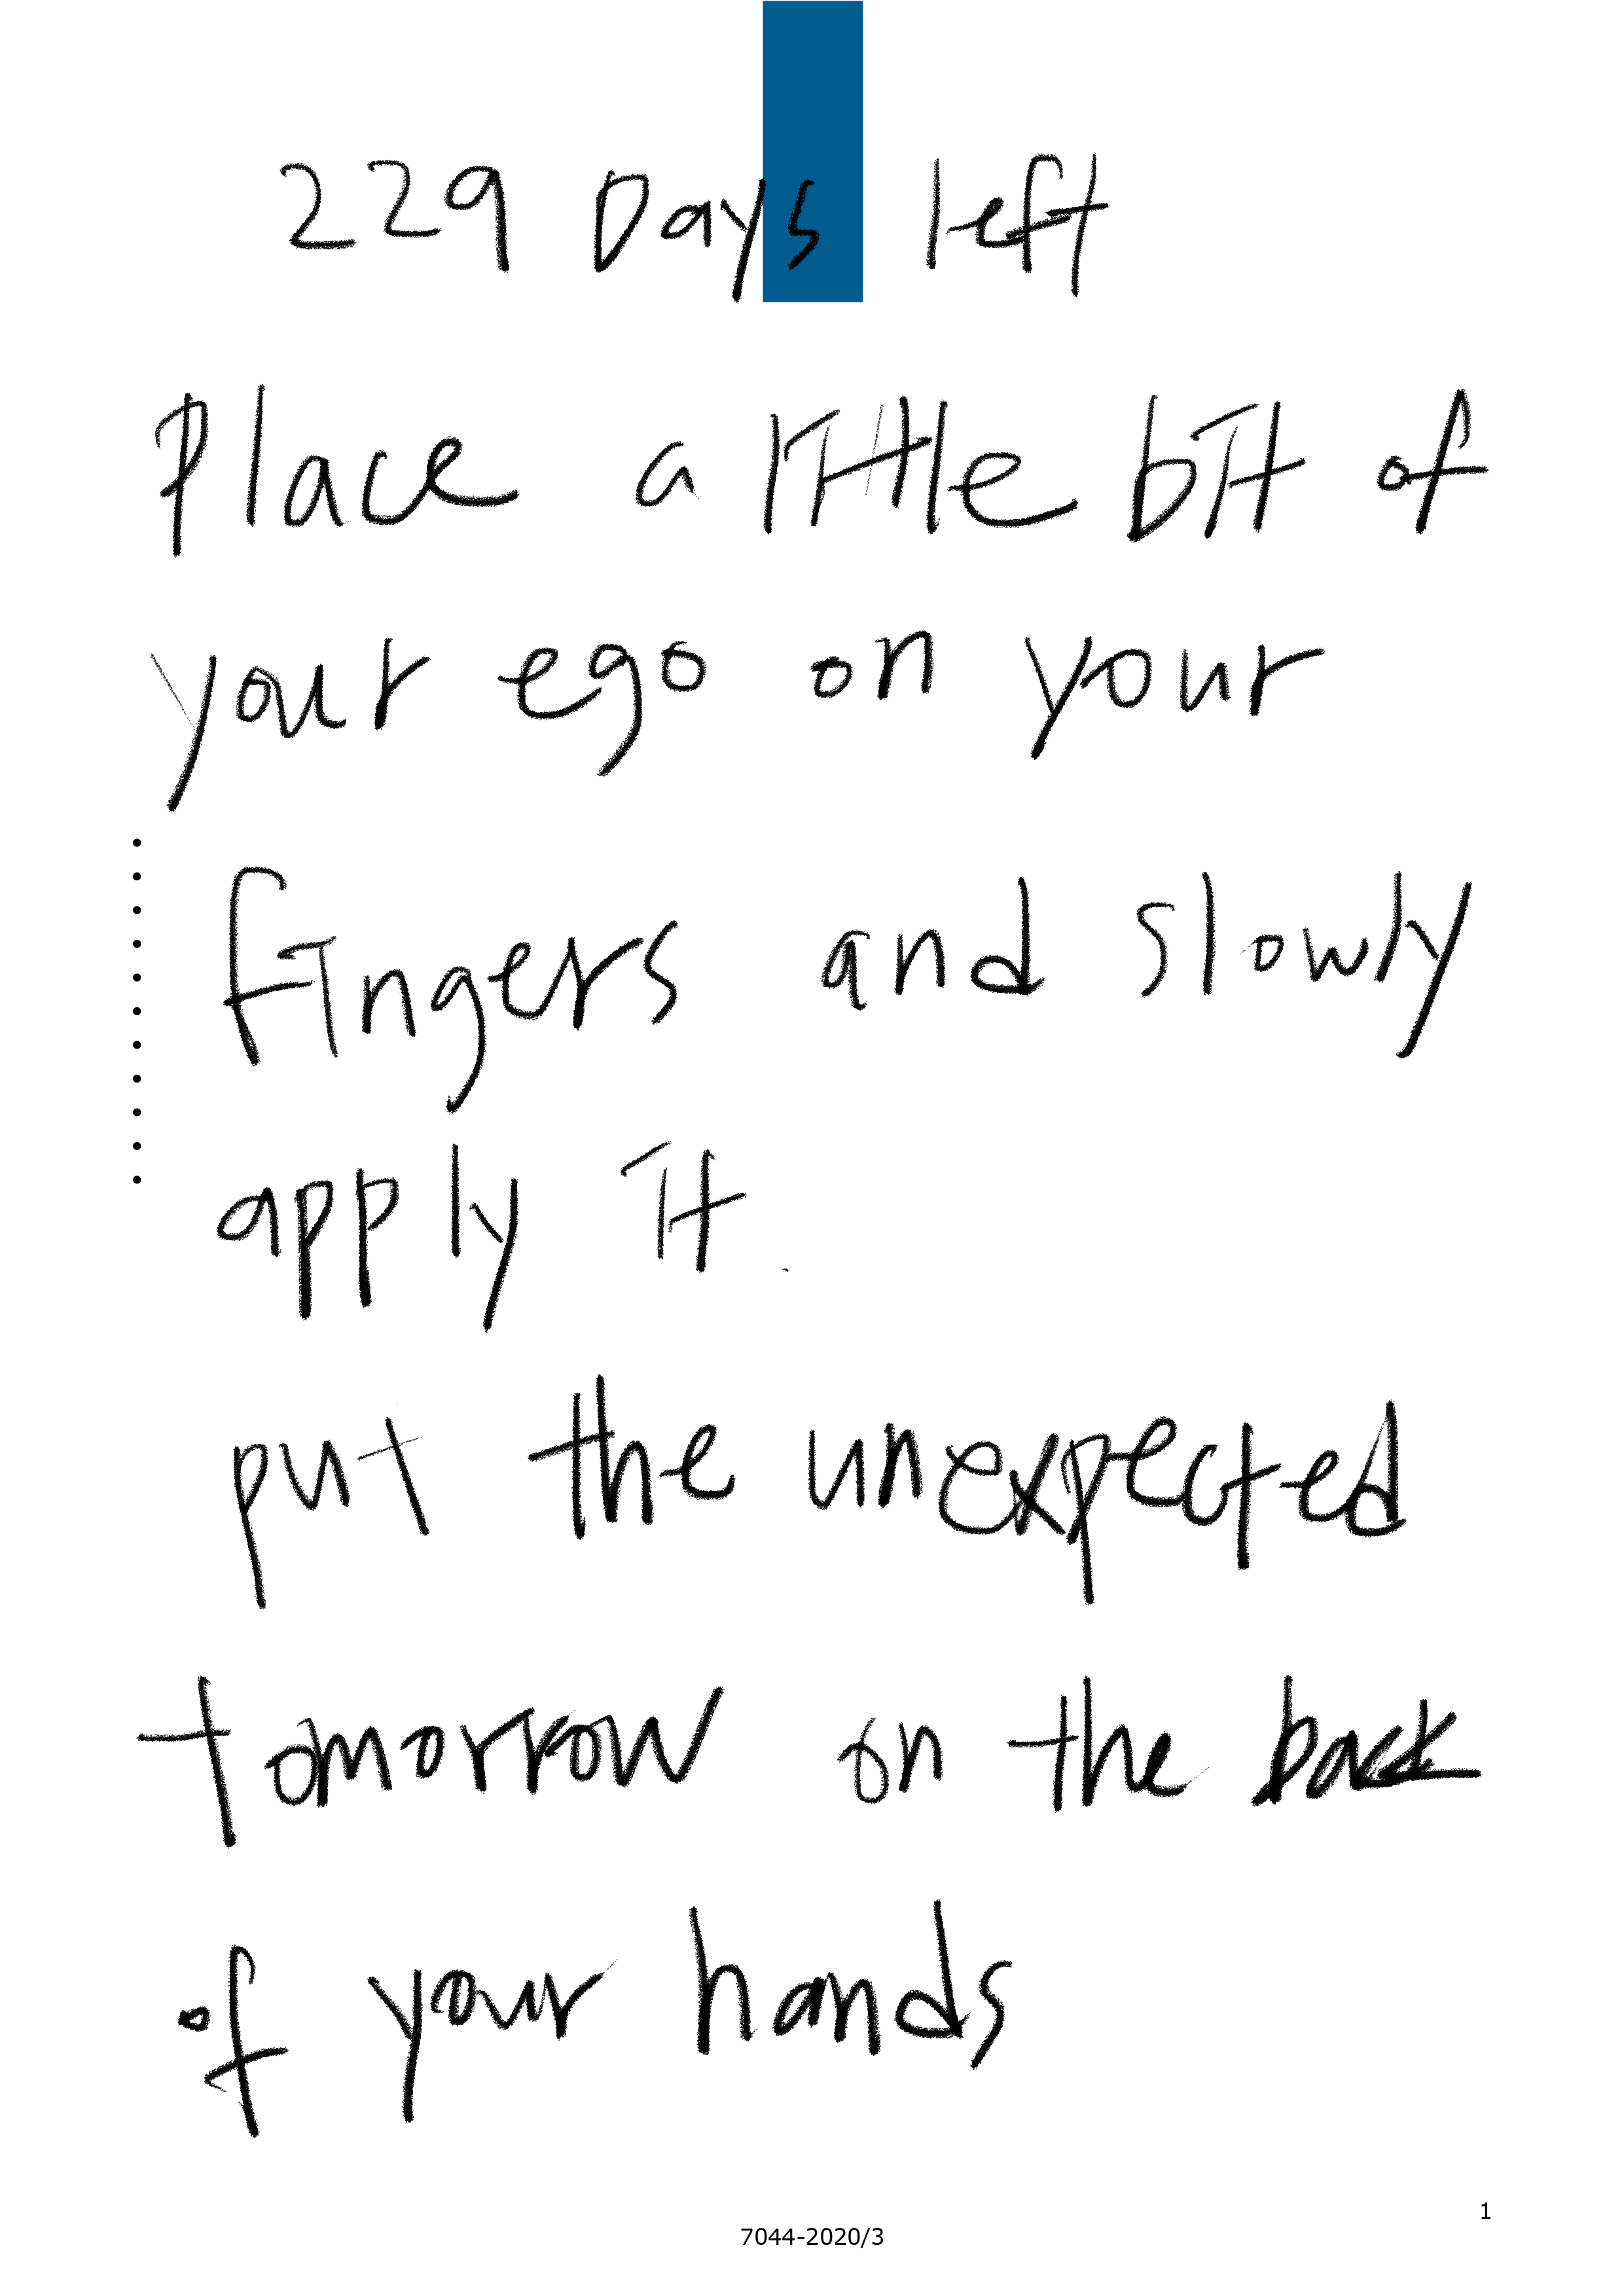 229 Days left
Place a little bit of
your ego on your
fingers and slowly
apply it.
put the unexpected
tomorrow on the back
of your hands
1
7044-2020/3